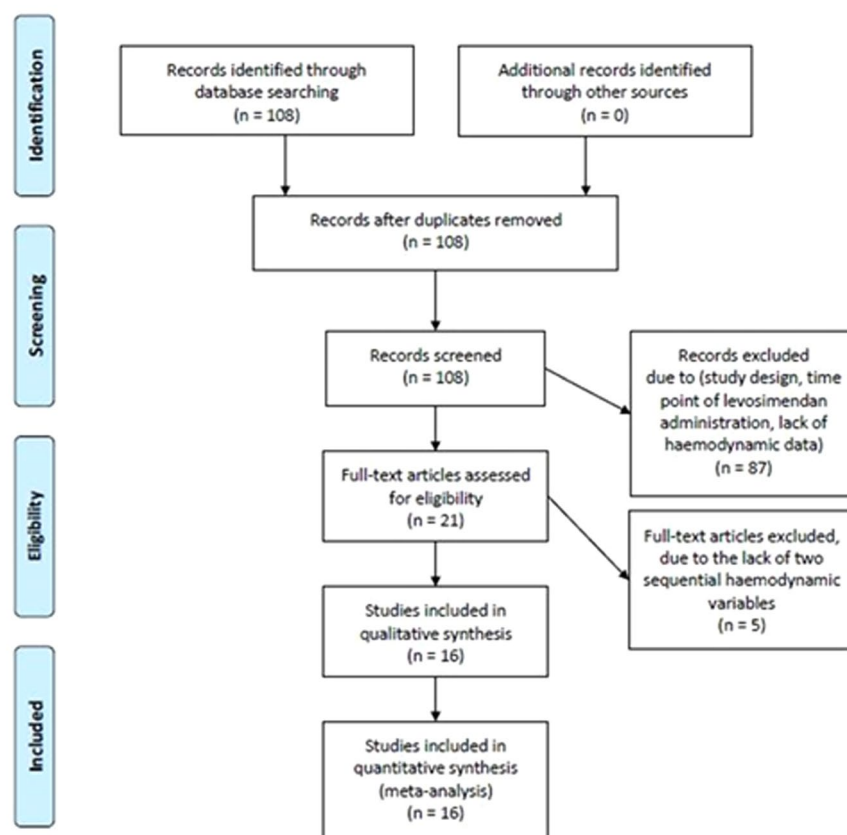 Identification
Records identified through
database searching
(n = 108)
Additional records identified
through other sources
(n = 0)
Records after duplicates removed
(n = 108)
Screening
Records screened
(n = 108)
Records excluded
due to (study design, time
point of levosimendan
administration, lack of
haemodynamic data)
(n = 87)
Eligibility
Full-text articles assessed
for eligibility
(n = 21)
Full-text articles excluded,
due to the lack of two
sequential haemodynamic
variables
(n = 5)
Studies included in
qualitative synthesis
(n = 16)
Included
Studies included in
quantitative synthesis
(meta-analysis)
(n = 16)